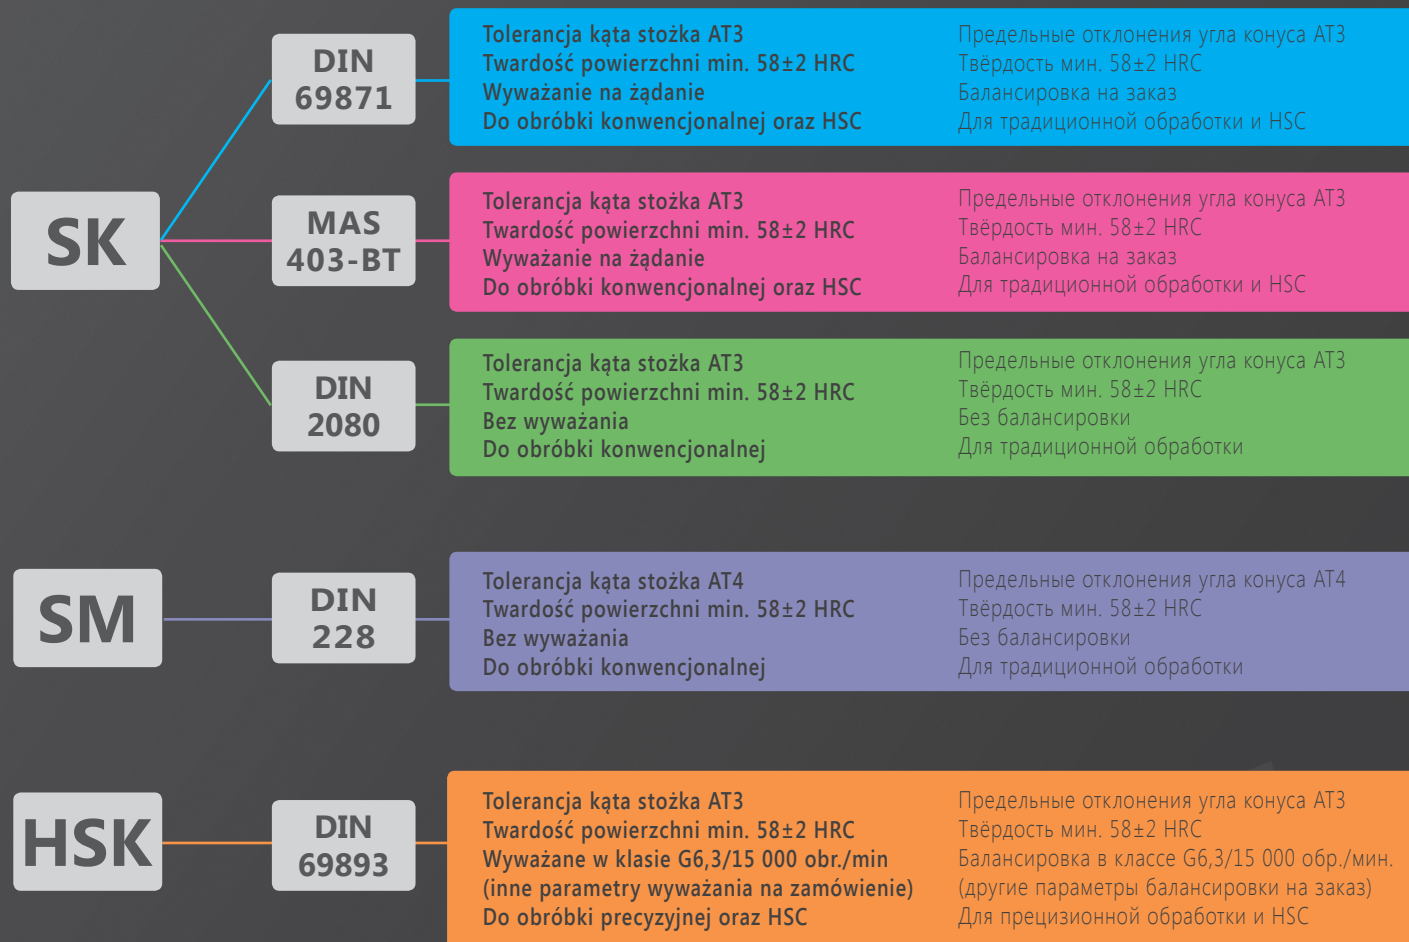 SK
DIN
69871
Tolerancja kąta stożka AT3
Twardość powierzchni min. 58±2 HRC
Wyważanie na żądanie
Do obróbki konwencjonalnej oraz HSC
Предельные отклонения угла конуса AT3
Твёрдость мин. 58±2 HRC
Балансировка на заказ
Для традиционной обработки и HSC
MAS
403-BT
Tolerancja kąta stożka AT3
Twardość powierzchni min. 58±2 HRC
Wyważanie na żądanie
Do obróbki konwencjonalnej oraz HSC
Предельные отклонения угла конуса AT3
Твёрдость мин. 58±2 HRC
Балансировка на заказ
Для традиционной обработки и HSC
DIN
2080
Tolerancja kąta stożka AT3
Twardość powierzchni min. 58±2 HRC
Bez wyważania
Do obróbki konwencjonalnej
Предельные отклонения угла конуса AT3
Твёрдость мин. 58±2 HRC
Без балансировки
Для традиционной обработки
SM
DIN
228
Tolerancja kąta stożka AT4
Twardość powierzchni min. 58±2 HRC
Bez wyważania
Do obróbki konwencjonalnej
Предельные отклонения угла конуса AT4
Твёрдость мин. 58±2 HRC
Без балансировки
Для традиционной обработки
HSK
DIN
69893
Tolerancja kąta stożka AT3
Twardość powierzchni min. 58±2 HRC
Wyważane w klasie G6,3/15 000 obr./min
(inne parametry wyważania na zamówienie)
Do obróbki precyzyjnej oraz HSC
Предельные отклонения угла конуса AT3
Твёрдость мин. 58±2 HRC
Балансировка в классе G6,3/15 000 обр./мин.
(другие параметры балансировки на заказ)
Для прецизионной обработки и HSC